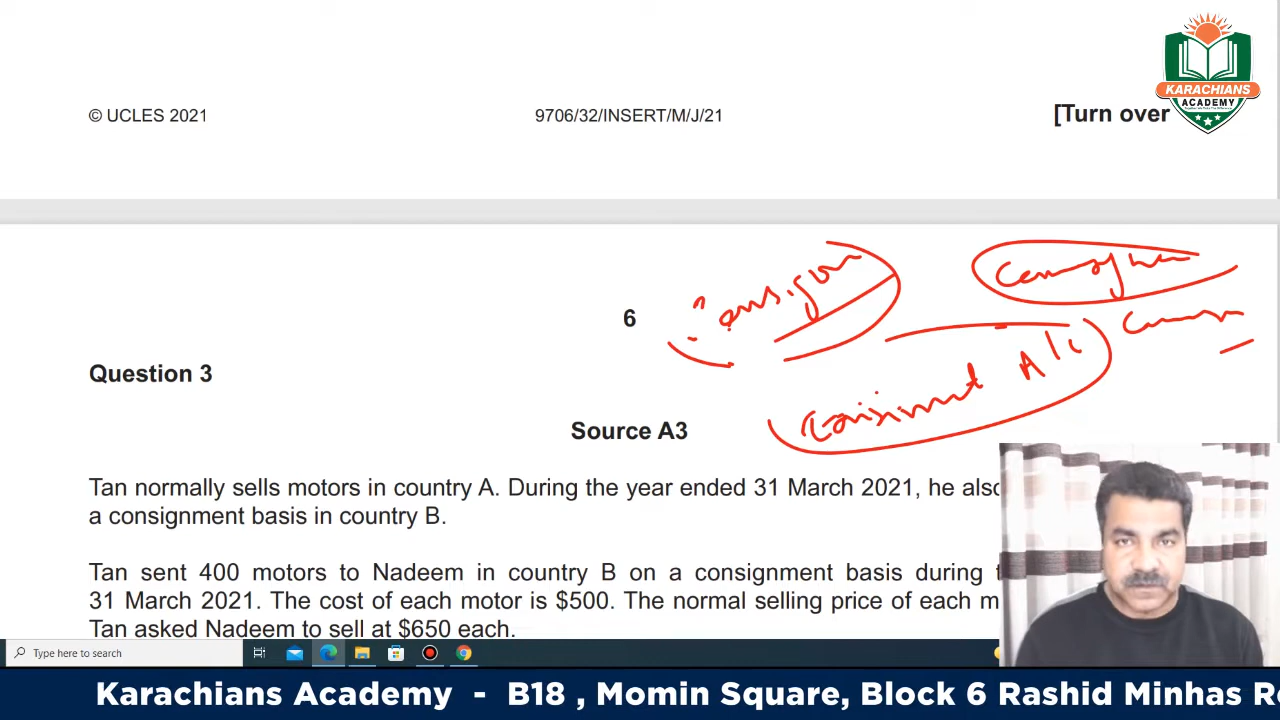 KARACHIANS
ACADEMY
© UCLES 2021
9706/32/INSERT/M/J/21
[Turn over
6
Question 3
Source A3
Tan normally sells motors in country A. During the year ended 31 March 2021, he also
a consignment basis in country B.
Tan sent 400 motors to Nadeem in country B on a consignment basis during
31 March 2021. The cost of each motor is $500. The normal selling price of each m
Tan asked Nadeem to sell at $650 each.
Type here to search
Karachians Academy - B18 , Momin Square, Block 6 Rashid Minhas R